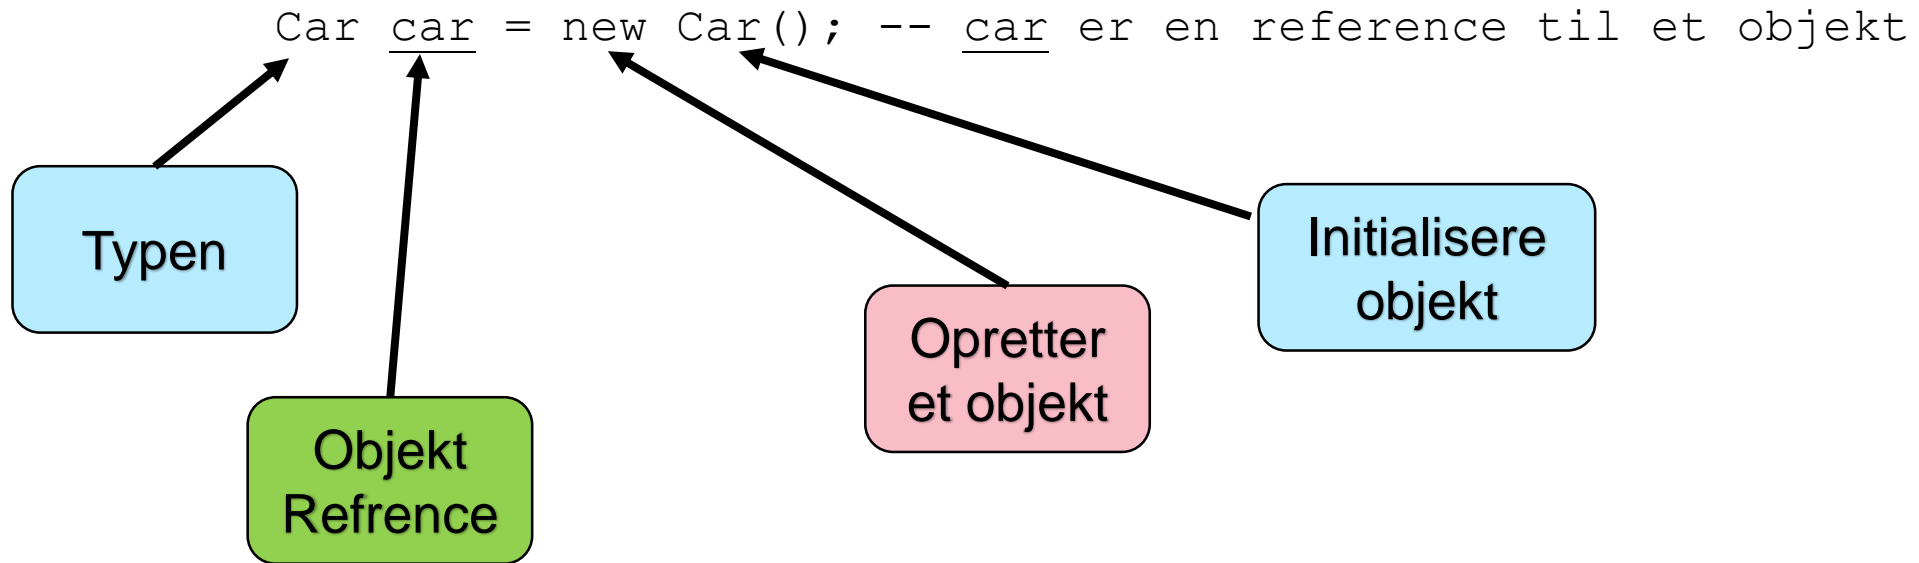 Car car = new Car(); -- car er en reference til et objekt
Typen
Initialisere
objekt
Opretter
et objekt
Objekt
Refrence